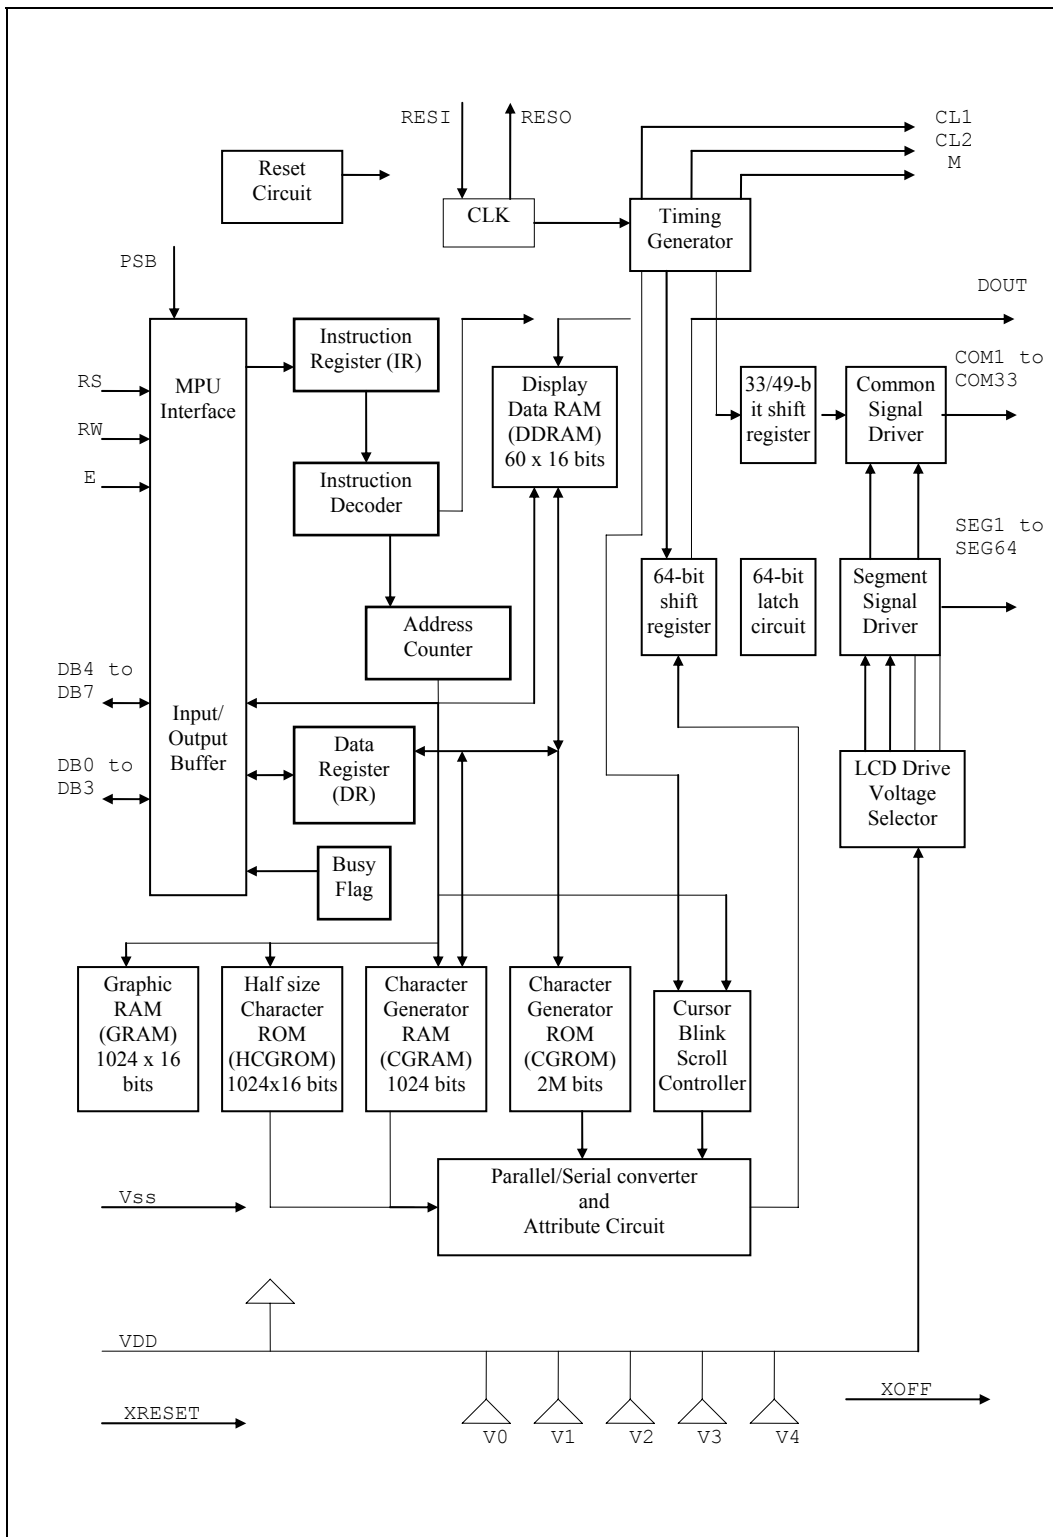 RESI
RESO
CL1
CL2
M
Reset
Circuit
CLK
Timing
Generator
PSB
DOUT
Instruction
Register (IR)
MPU
Interface
RS
RW
E
Display
Data RAM
(DDRAM)
60 x 16 bits
33/49-b
it shift
register
Common
Signal
Driver
COM1 to
COM33
Instruction
Decoder
SEG1 to
SEG64
64-bit
shift
register
64-bit
latch
circuit
Segment
Signal
Driver
Address
Counter
DB4 to
DB7
Input/
Output
Buffer
DB0 to
DB3
Data
Register
(DR)
LCD Drive
Voltage
Selector
Busy
Flag
Graphic
RAM
(GRAM)
1024 x 16
bits
Half size
Character
ROM
(HCGROM)
1024x16 bits
Character
Generator
RAM
(CGRAM)
1024 bits
Character
Generator
ROM
(CGROM)
2M bits
Cursor
Blink
Scroll
Controller
Parallel/Serial converter
and
Attribute Circuit
Vss
VDD
XOFF
XRESET
V0
V1
V2
V3
V4